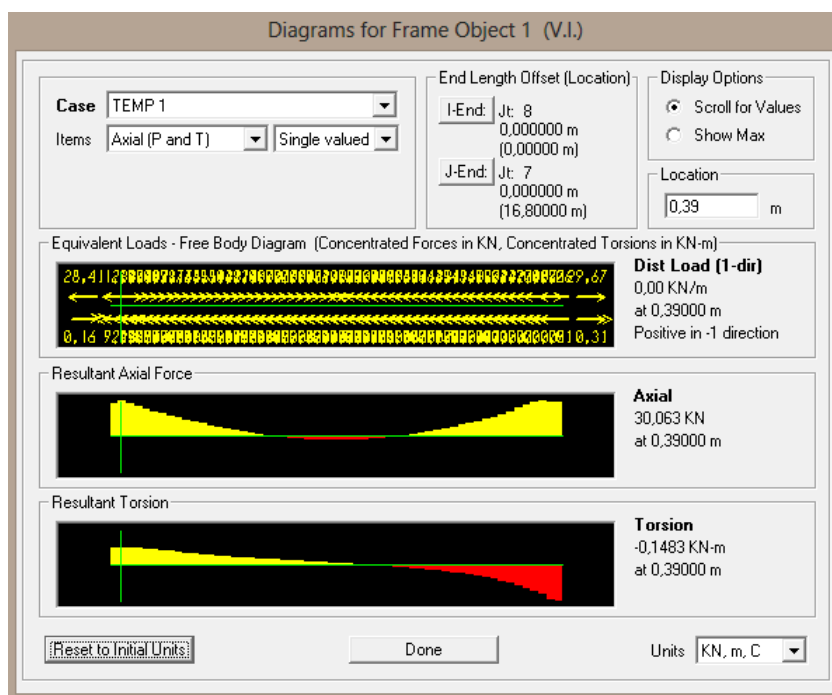 Diagrams for Frame Object 1 (V.I.)
Case TEMP 1
Items Axial (P and T) Single valued
End Length Offset (Location)
I-End: Jt: 8
0,000000 m
(0,00000 m)
J-End: Jt: 7
0,000000 m
(16,80000 m)
Display Options
Scroll for Values
Show Max
Location
0,39 m
Equivalent Loads - Free Body Diagram (Concentrated Forces in KN, Concentrated Torsions in KN-m)
28,41
29,67
0,16
0,31
Dist Load (1-dir)
0,00 KN/m
at 0,39000 m
Positive in -1 direction
Resultant Axial Force
Axial
30,063 KN
at 0,39000 m
Resultant Torsion
Torsion
-0,1483 KN-m
at 0,39000 m
Reset to Initial Units Done Units KN, m, C